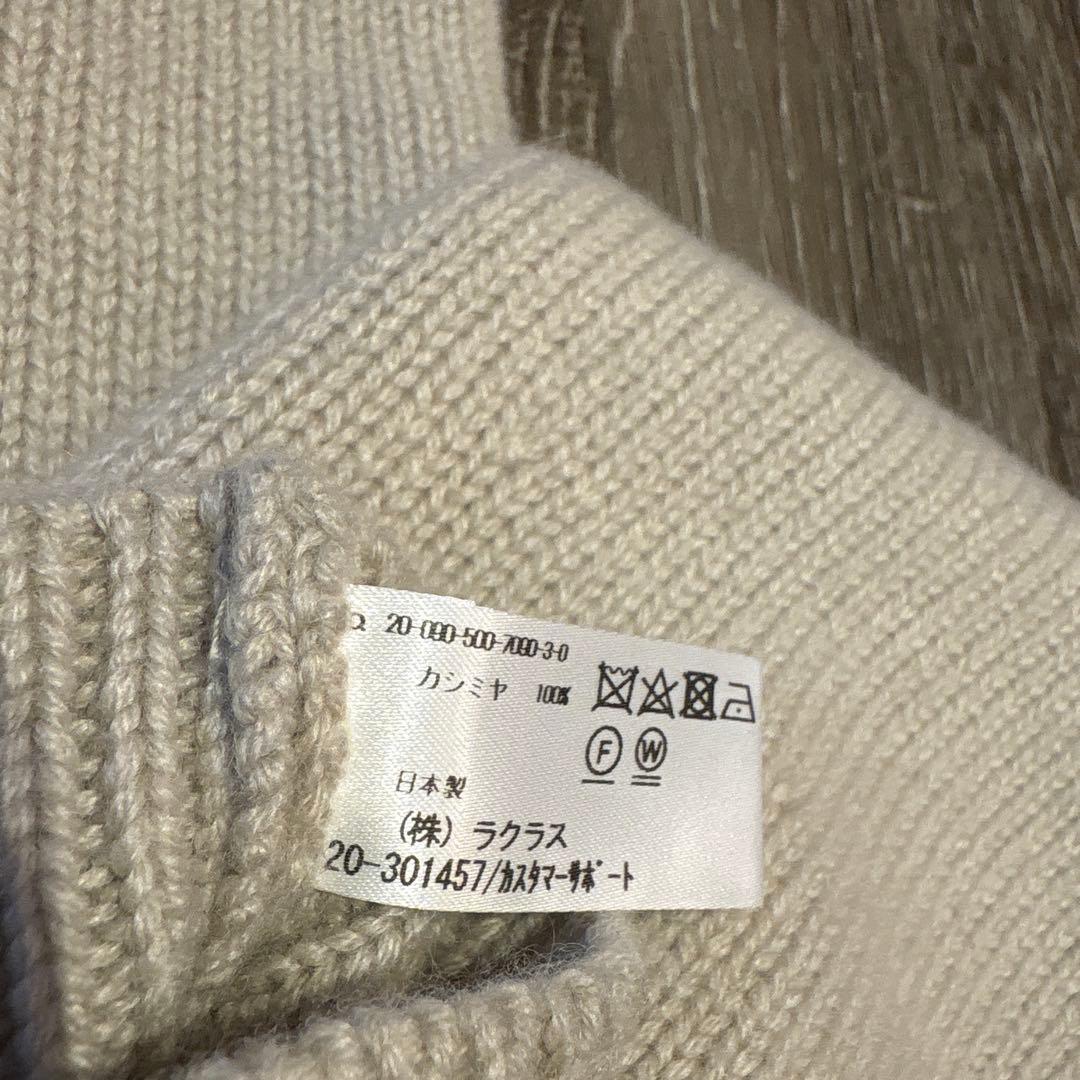 20-090-500-7090-3-0
カシミヤ 100%
F W
日本製
(株) ラクラス
20-301457/カスタマーサポート